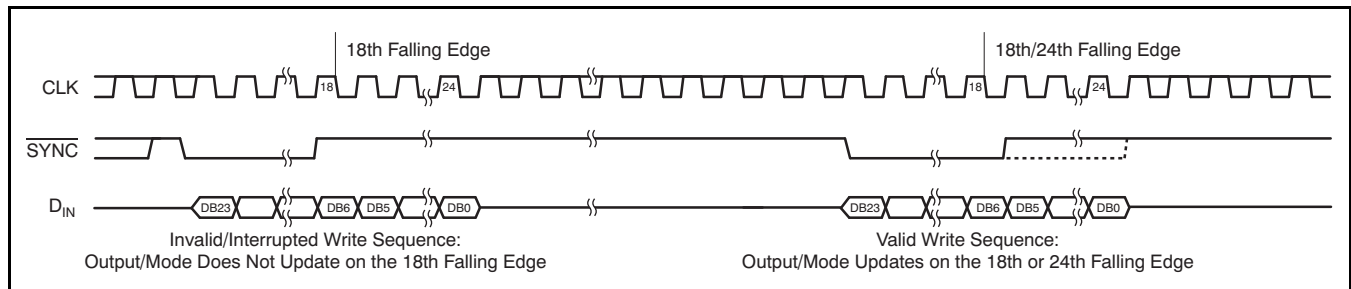 18th Falling Edge
18th/24th Falling Edge
CLK
18
24
18
24
SYNC
DIN
DB23
DB6
DB5
DB0
DB23
DB6
DB5
DB0
Invalid/Interrupted Write Sequence:
Output/Mode Does Not Update on the 18th Falling Edge
Valid Write Sequence:
Output/Mode Updates on the 18th or 24th Falling Edge